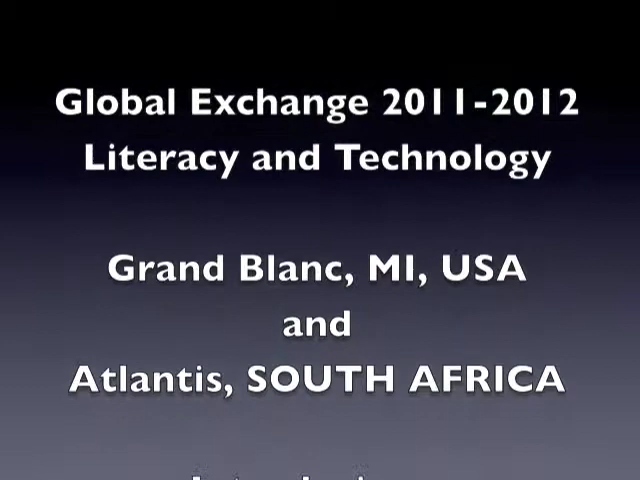 Global Exchange 2011-2012
Literacy and Technology
Grand Blanc, MI, USA
and
Atlantis, SOUTH AFRICA